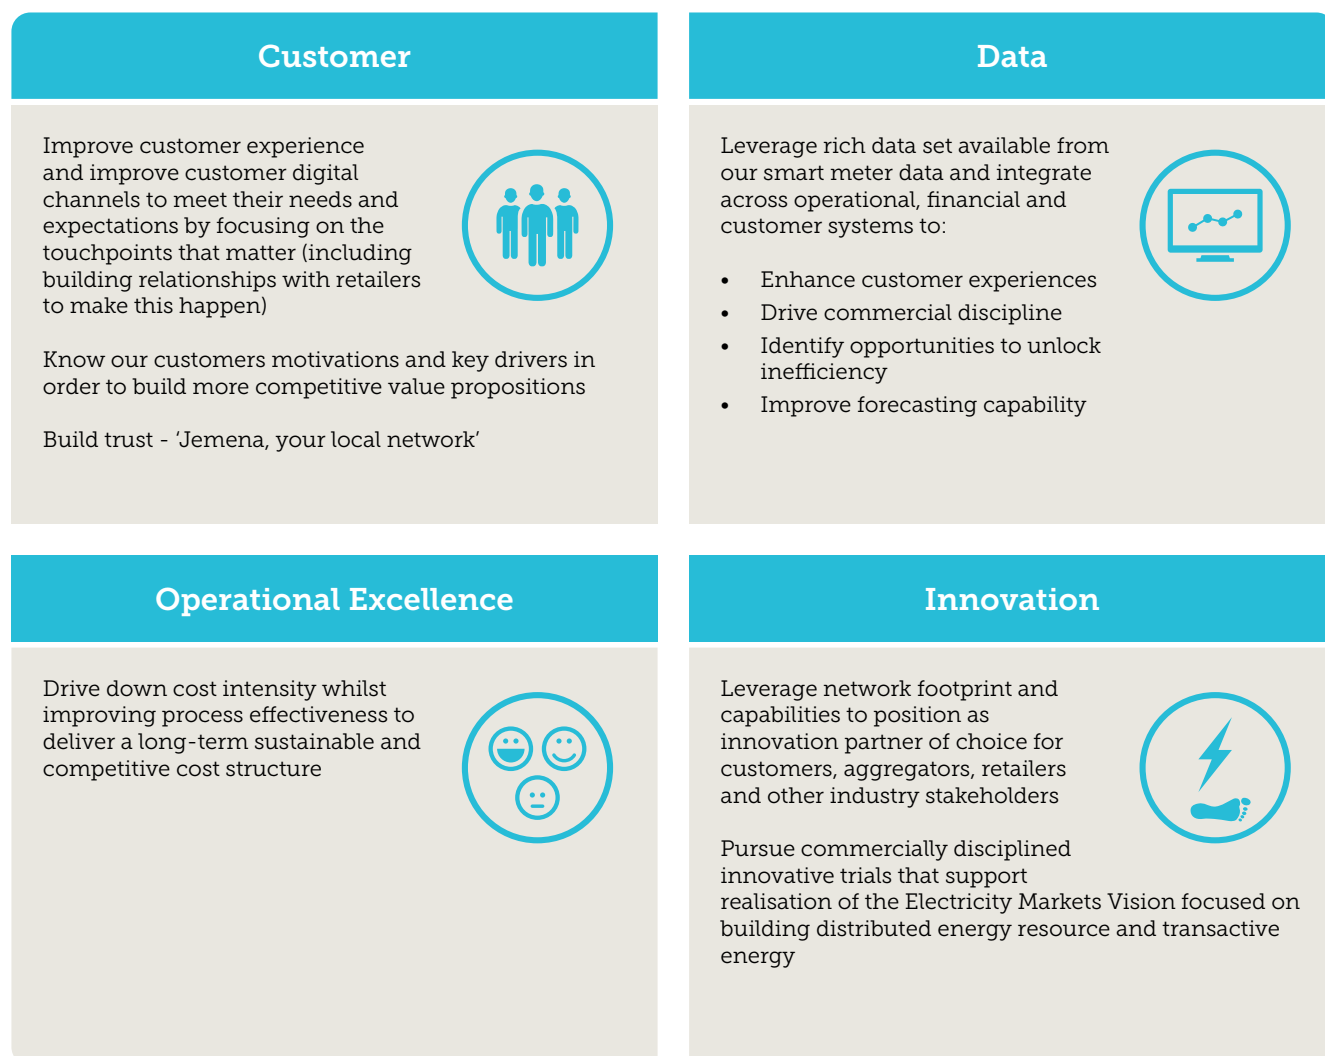 Customer
Improve customer experience
and improve customer digital
channels to meet their needs and
expectations by focusing on the
touchpoints that matter (including
building relationships with retailers
to make this happen)
Know our customers motivations and key drivers in
order to build more competitive value propositions
Build trust - ‘Jemena, your local network’
Data
Leverage rich data set available from
our smart meter data and integrate
across operational, financial and
customer systems to:
• Enhance customer experiences
• Drive commercial discipline
• Identify opportunities to unlock
inefficiency
• Improve forecasting capability
Operational Excellence
Drive down cost intensity whilst
improving process effectiveness to
deliver a long-term sustainable and
competitive cost structure
Innovation
Leverage network footprint and
capabilities to position as
innovation partner of choice for
customers, aggregators, retailers
and other industry stakeholders
Pursue commercially disciplined
innovative trials that support
realisation of the Electricity Markets Vision focused on
building distributed energy resource and transactive
energy